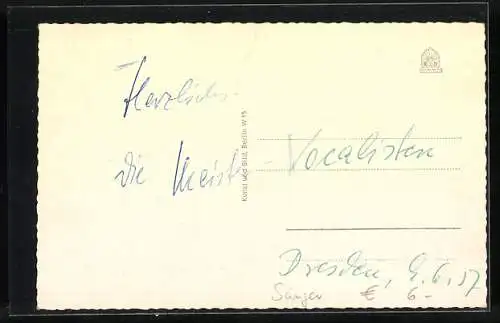 Herzlichst
Die Meister - Vocalisten
Kunst und Bild, Berlin W 15
Dresden, 9.6.57
Sänger € 6-